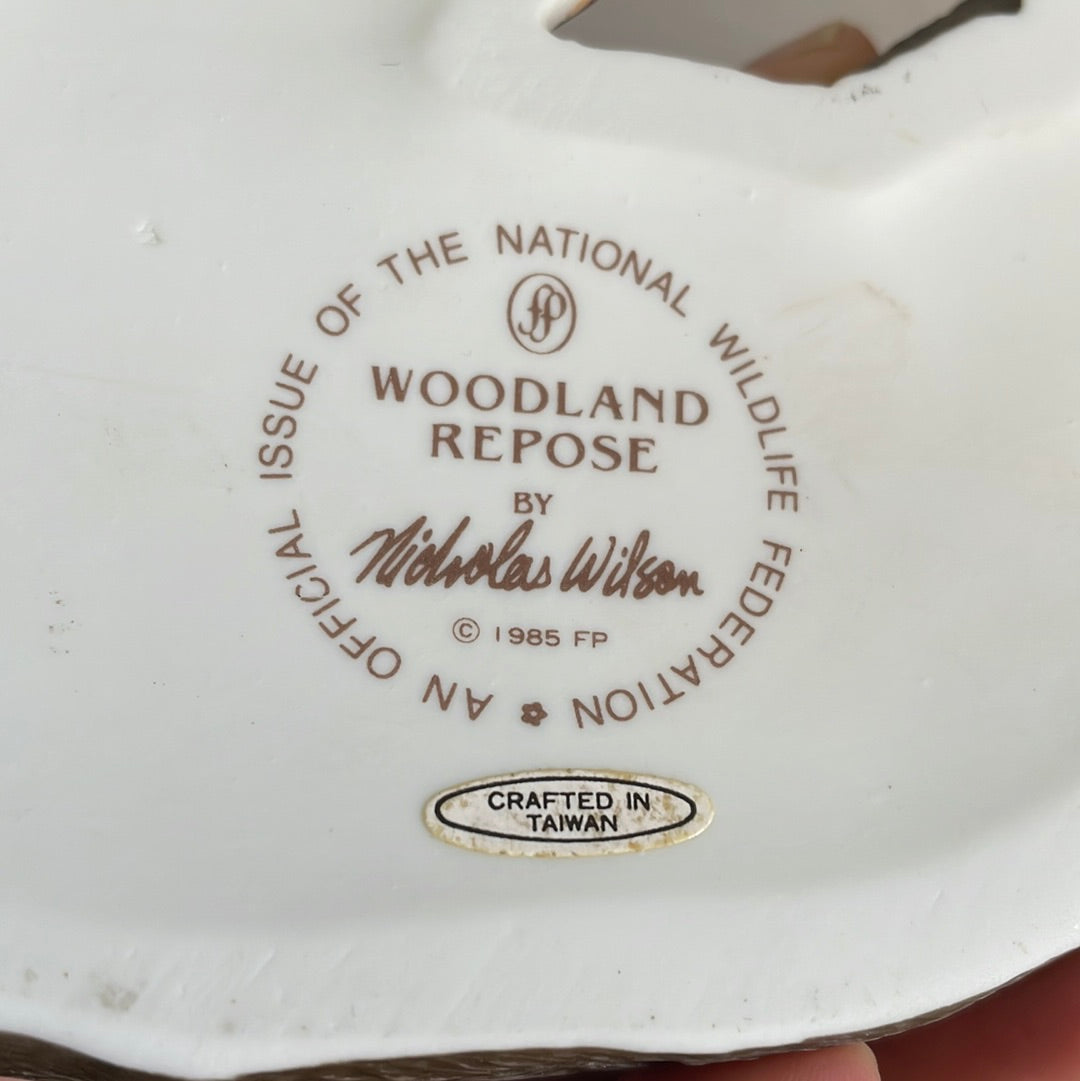 AN OFFICIAL ISSUE OF THE NATIONAL WILDLIFE FEDERATION
FP
WOODLAND
REPOSE
BY
Nicholas Wilson
© 1985 FP
CRAFTED IN
TAIWAN